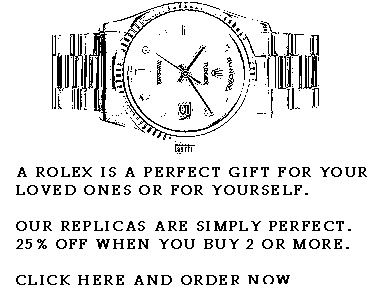 A ROLEX IS A PERFECT GIFT FOR YOUR
LOVED ONES OR FOR YOURSELF.
OUR REPLICAS ARE SIMPLY PERFECT.
25% OFF WHEN YOU BUY 2 OR MORE.
CLICK HERE AND ORDER NOW